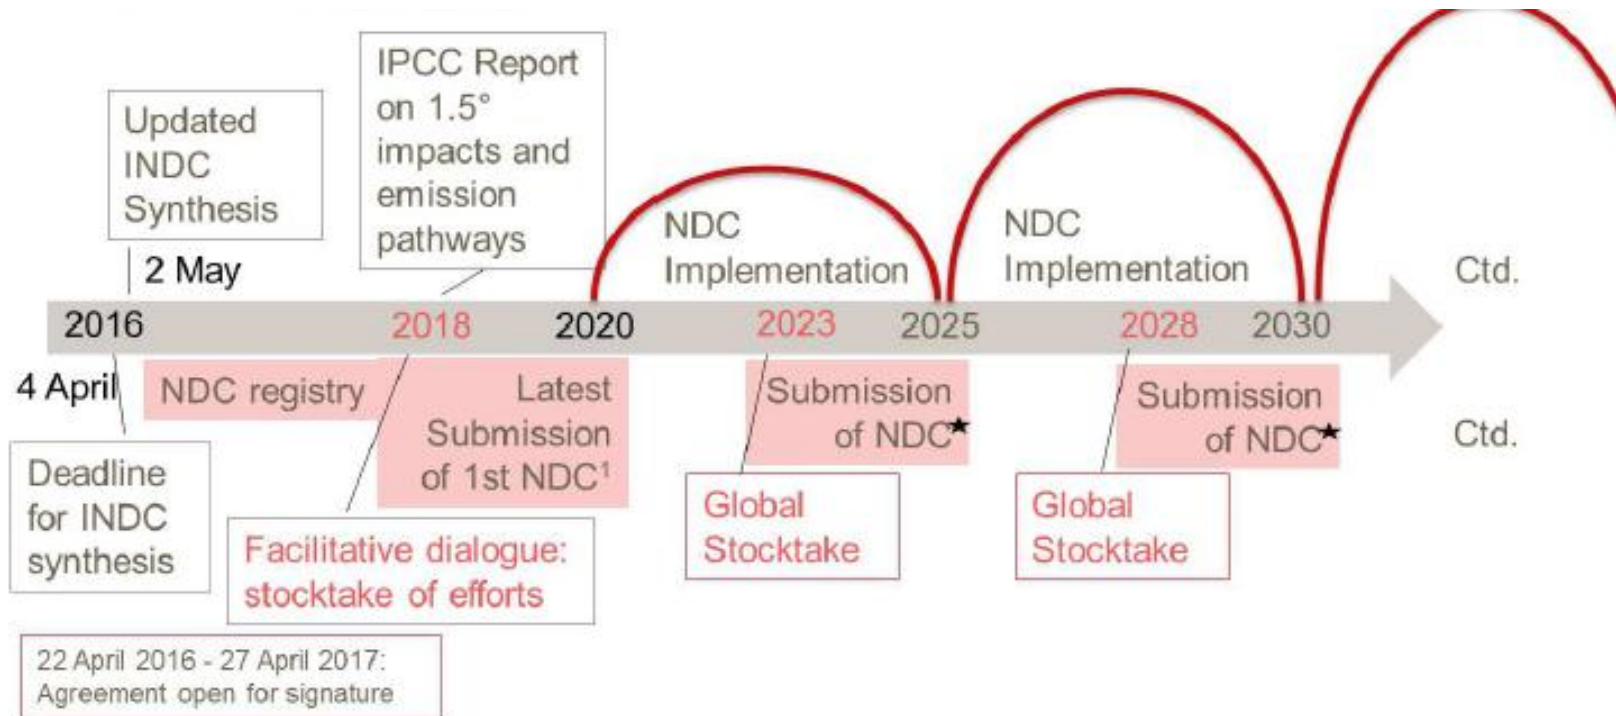 IPCC Report
on 1.5°
impacts and
emission
pathways
Updated
INDC
Synthesis
2 May
NDC
Implementation
NDC
Implementation
Ctd.
2016
2018
2020
2023
2025
2028
2030
4 April
NDC registry
Latest
Submission
of 1st NDC¹
Submission
of NDC★
Submission
of NDC★
Ctd.
Deadline
for INDC
synthesis
Facilitative dialogue:
stocktake of efforts
Global
Stocktake
Global
Stocktake
22 April 2016 - 27 April 2017:
Agreement open for signature